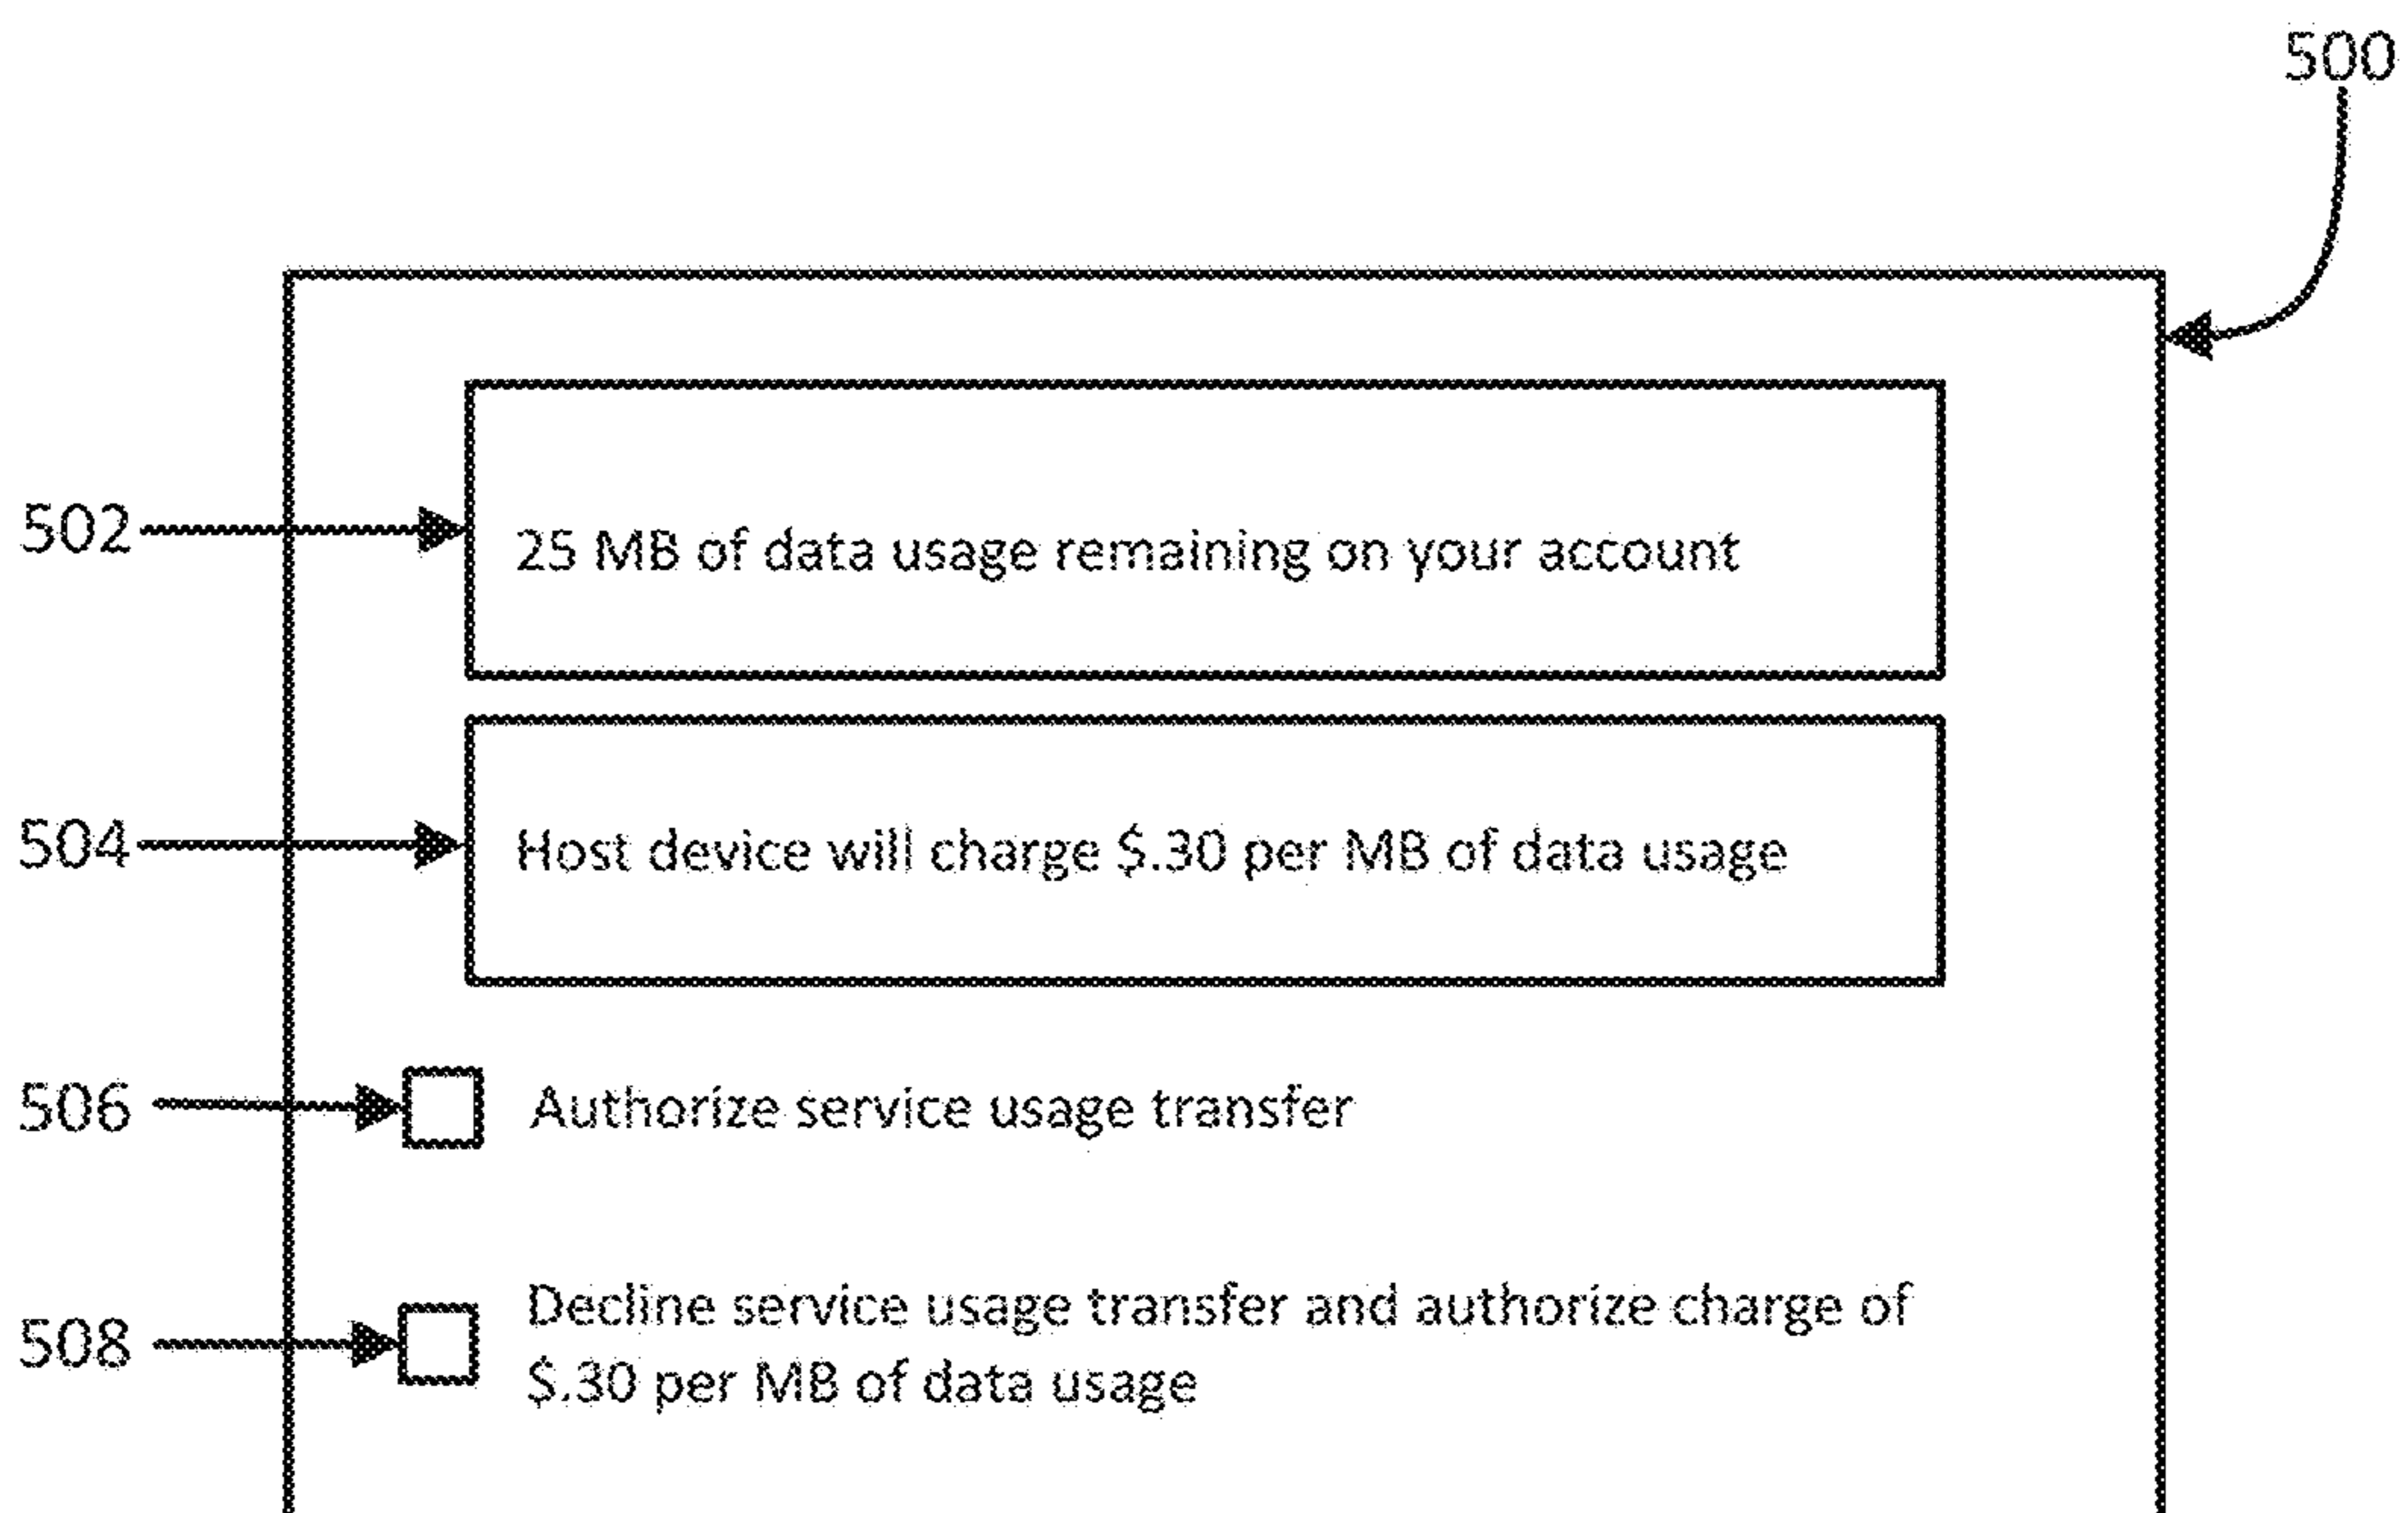 500
502
25 MB of data usage remaining on your account
504
Host device will charge $.30 per MB of data usage
506
Authorize service usage transfer
508
Decline service usage transfer and authorize charge of
$.30 per MB of data usage